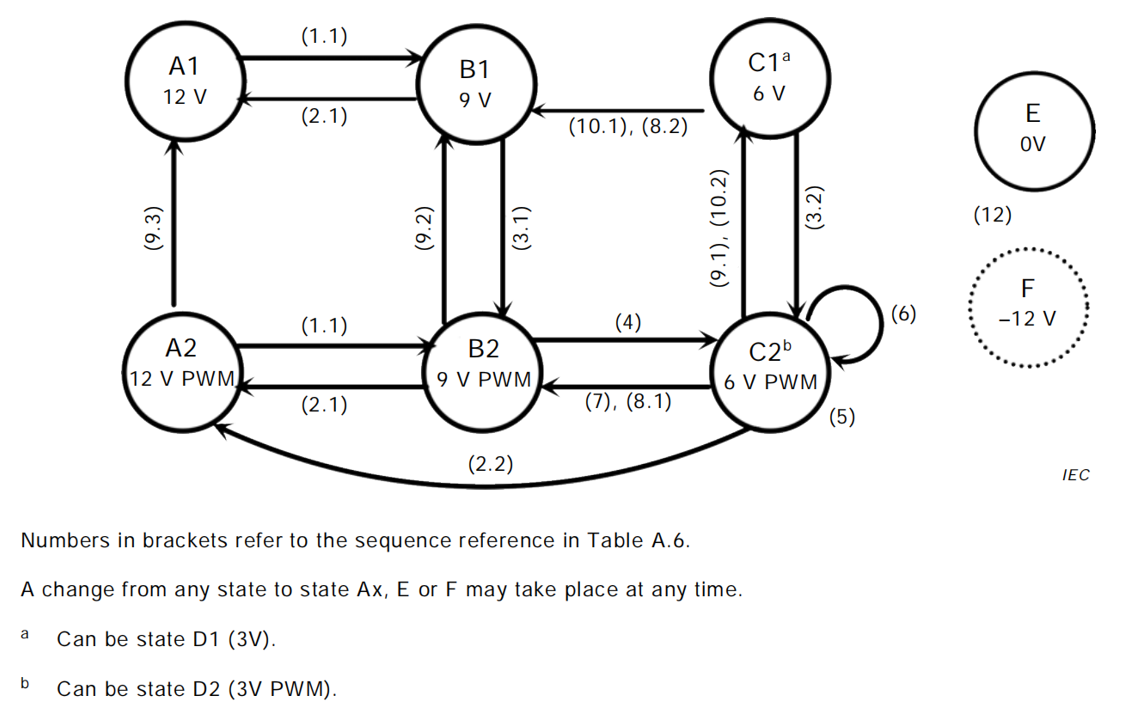 (1.1)
A1
12 V
B1
9 V
C1ᵃ
6 V
E
0V
(2.1)
(10.1), (8.2)
(9.3)
(9.2)
(3.1)
(9.1), (10.2)
(3.2)
(12)
F
–12 V
(1.1)
(4)
(6)
A2
12 V PWM
B2
9 V PWM
C2ᵇ
6 V PWM
(2.1)
(7), (8.1)
(5)
(2.2)
IEC
Numbers in brackets refer to the sequence reference in Table A.6.
A change from any state to state Ax, E or F may take place at any time.
ᵃ Can be state D1 (3V).
ᵇ Can be state D2 (3V PWM).